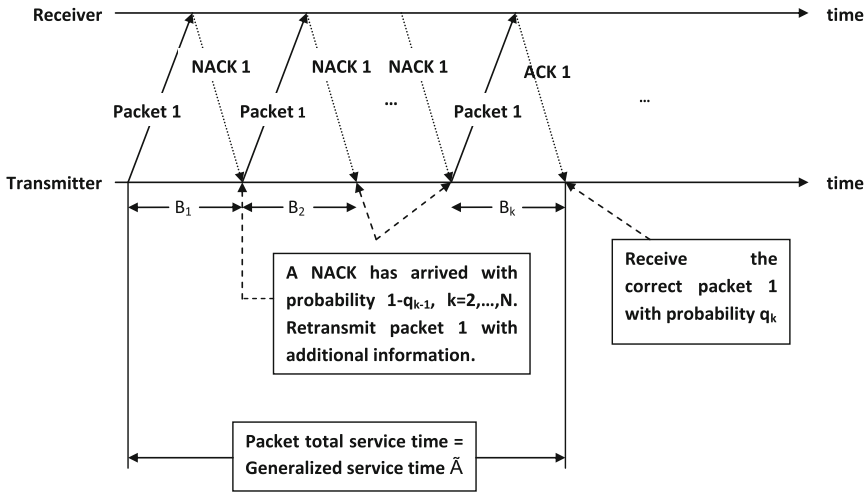 Receiver
time
NACK 1
NACK 1
NACK 1
ACK 1
Packet 1
Packet 1
...
Packet 1
...
Transmitter
time
B1
B2
Bk
A NACK has arrived with
probability 1-qk-1, k=2,...,N.
Retransmit packet 1 with
additional information.
Receive the
correct packet 1
with probability qk
Packet total service time =
Generalized service time Ã